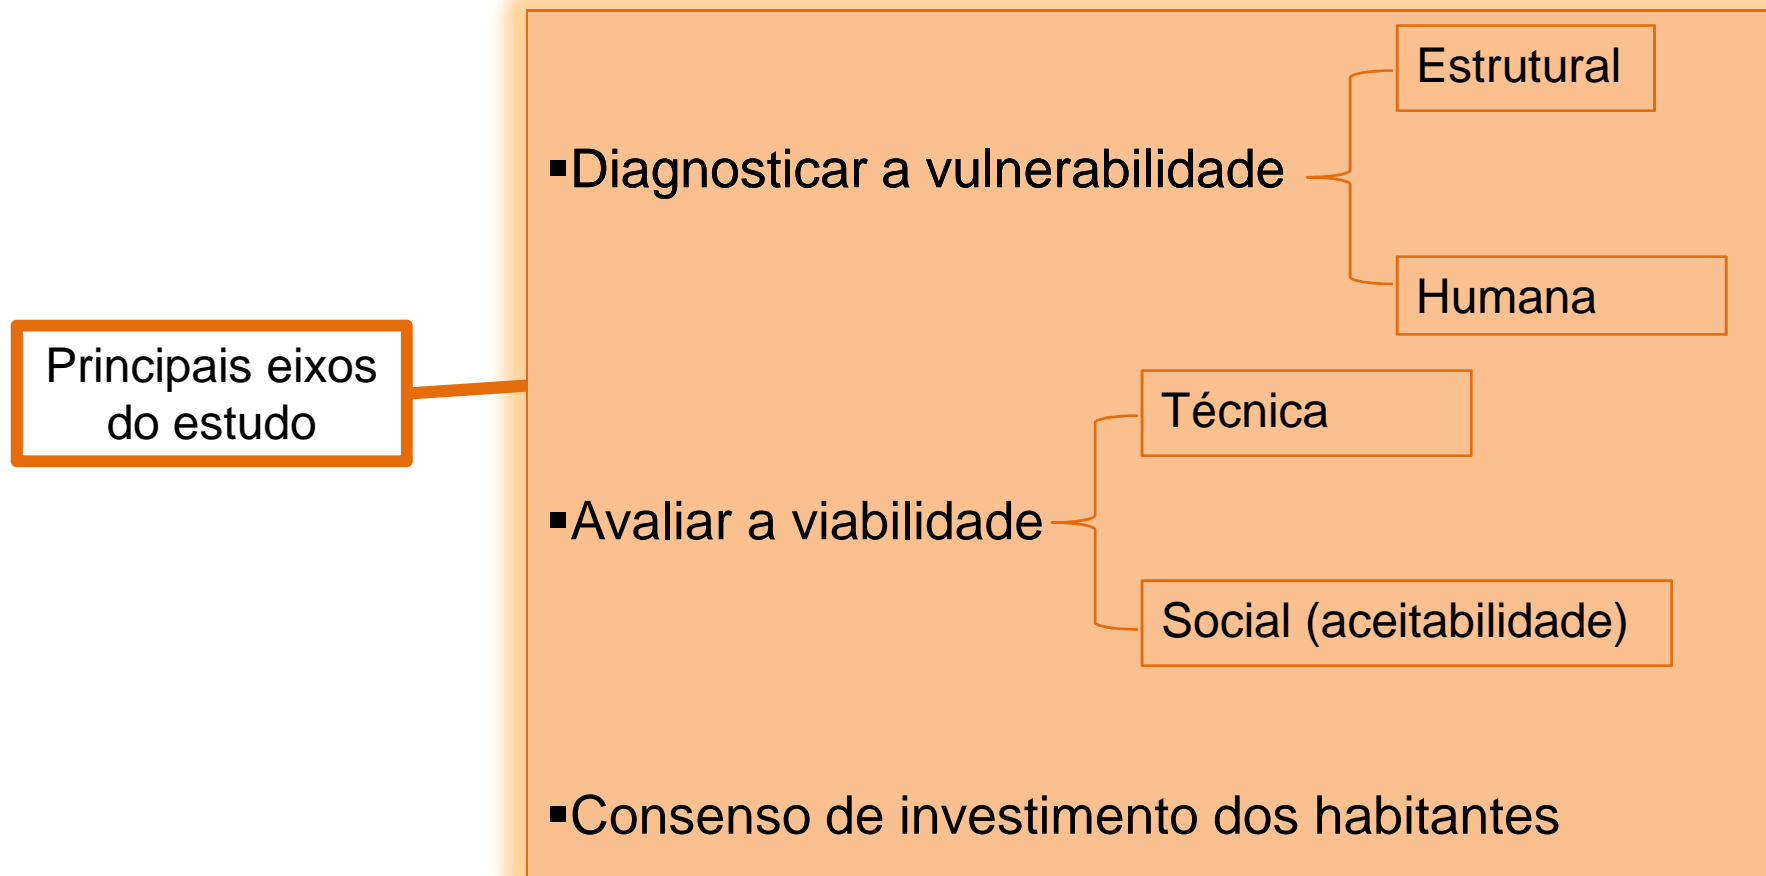 Principais eixos
do estudo
▪Diagnosticar a vulnerabilidade
Estrutural
Humana
▪Avaliar a viabilidade
Técnica
Social (aceitabilidade)
▪Consenso de investimento dos habitantes